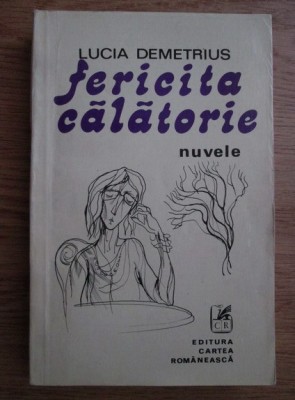 LUCIA DEMETRIUS
fericita
călătorie
nuvele
CR
EDITURA
CARTEA
ROMÂNEASCĂ